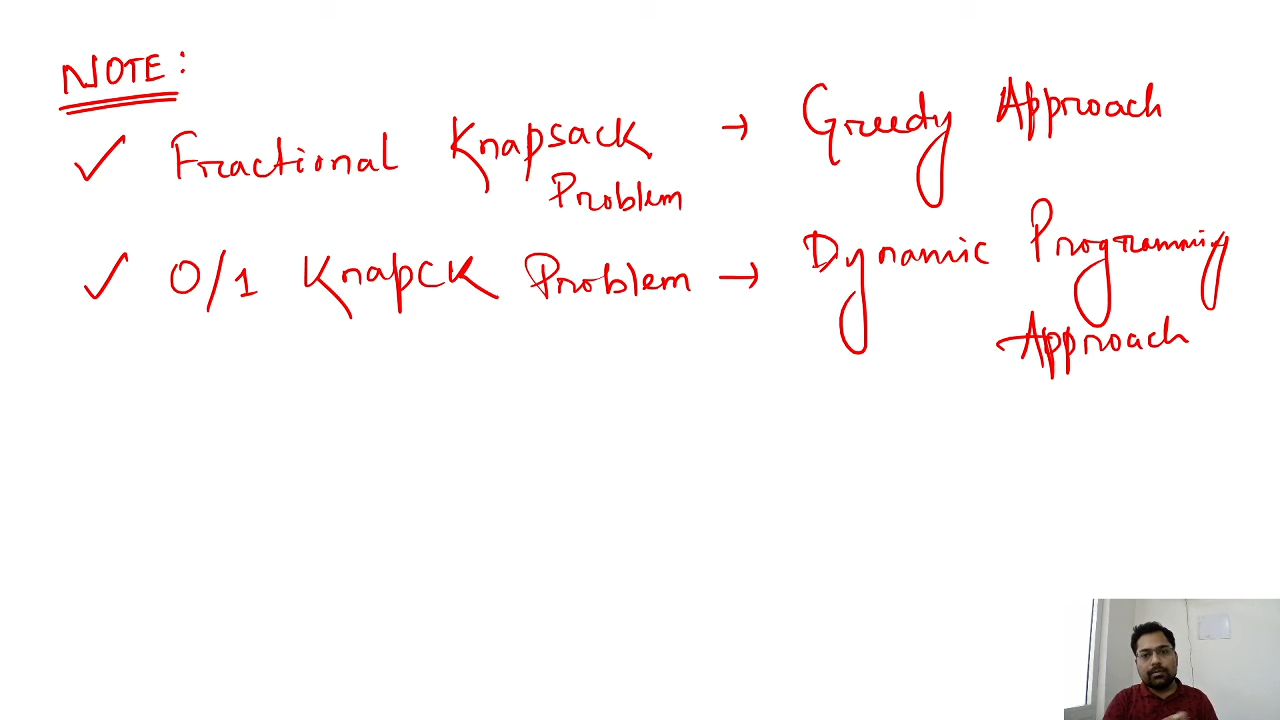 NOTE:
✓ Fractional Knapsack Problem → Greedy Approach
✓ 0/1 Knapck Problem → Dynamic Programming Approach